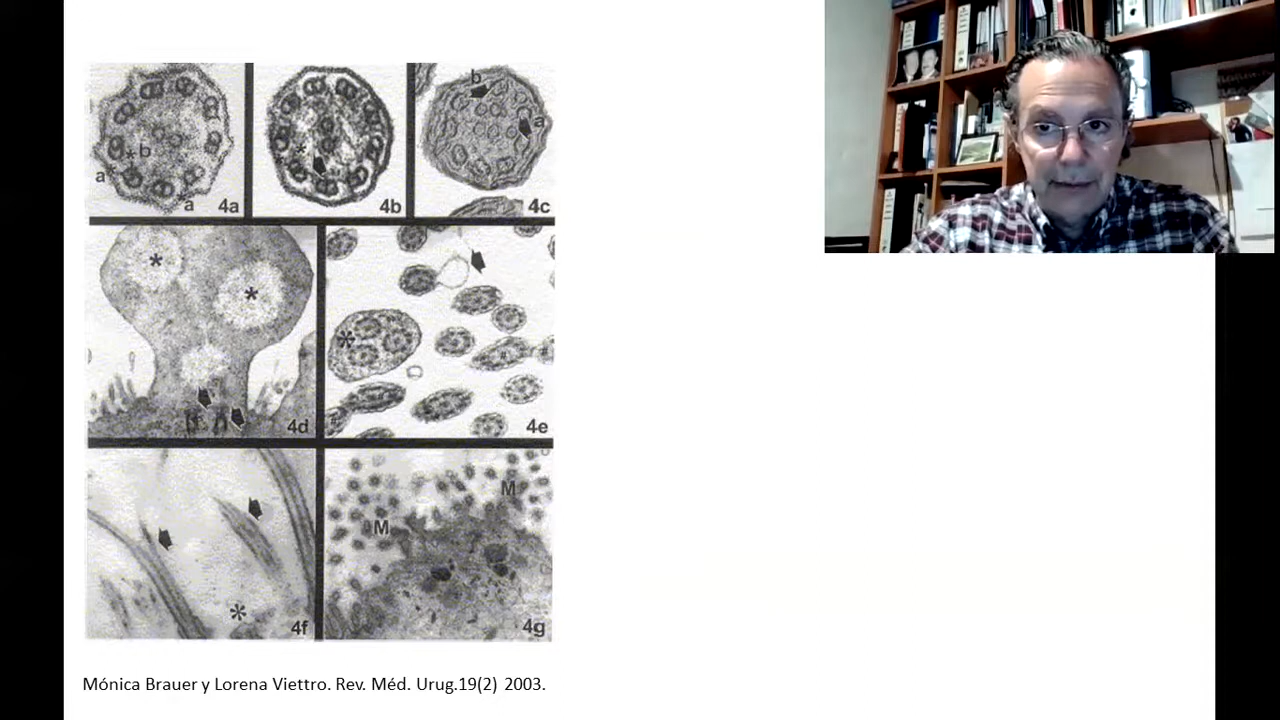 b
a
b
*
*
a
a
4a
4b
4c
*
*
*
4d
4e
M
M
*
4f
4g
Mónica Brauer y Lorena Viettro. Rev. Méd. Urug.19(2) 2003.